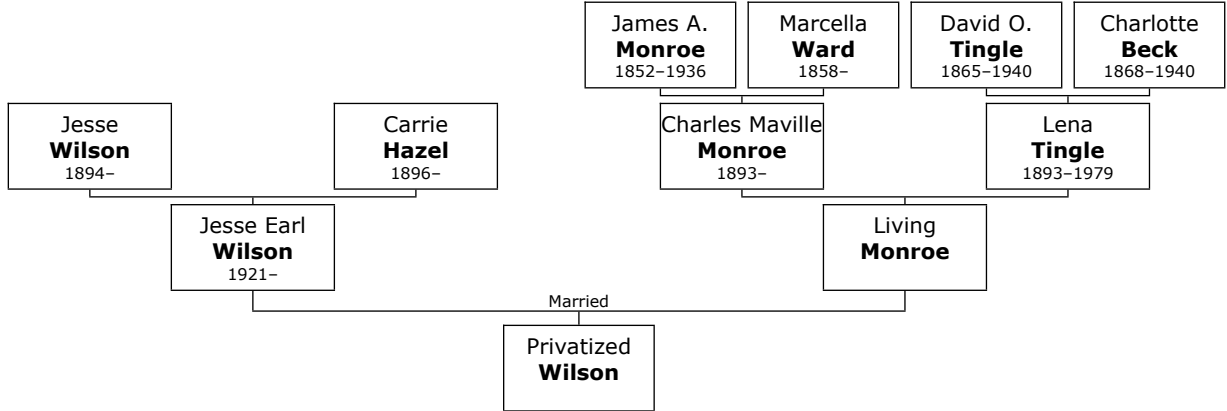 James A.
Monroe
1852–1936
Marcella
Ward
1858–
David O.
Tingle
1865–1940
Charlotte
Beck
1868–1940
Jesse
Wilson
1894–
Carrie
Hazel
1896–
Charles Maville
Monroe
1893–
Lena
Tingle
1893–1979
Jesse Earl
Wilson
1921–
Living
Monroe
Married
Privatized
Wilson